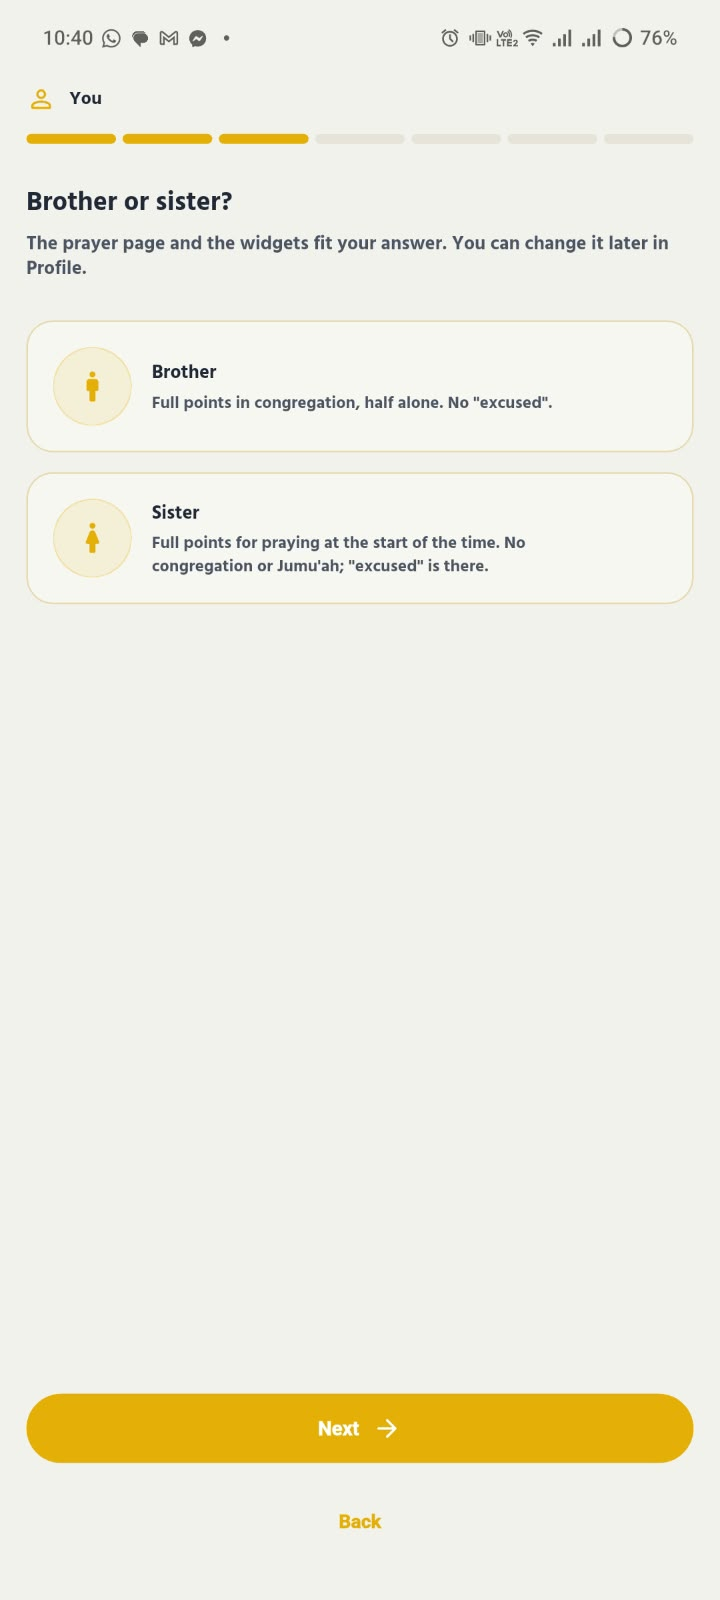 10:40
Vo)) LTE2
76%
You
Brother or sister?
The prayer page and the widgets fit your answer. You can change it later in
Profile.
Brother
Full points in congregation, half alone. No "excused".
Sister
Full points for praying at the start of the time. No
congregation or Jumu'ah; "excused" is there.
Next
Back